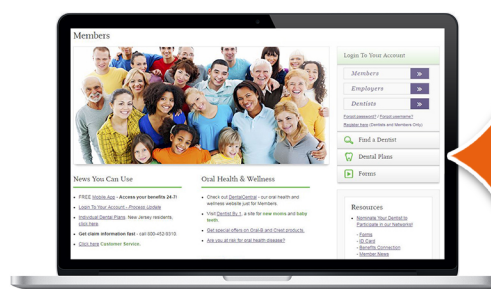 Members
Login To Your Account
Members
Employers
Dentists
Forgot password? / Forgot username?
Register here (Dentists and Members Only)
Find a Dentist
Dental Plans
Forms
News You Can Use
• FREE Mobile App - Access your benefits 24-7!
• Login To Your Account - Process Update
• Individual Dental Plans New Jersey residents,
click here.
• Get claim information fast - call 800-452-9310.
• Click here Customer Service.
Oral Health & Wellness
• Check out DentalCentral - our oral health and
wellness website just for Members.
• Visit Dentist By 1, a site for new moms and baby
teeth.
• Get special offers on Oral-B and Crest products.
• Are you at risk for oral health disease?
Resources
• Nominate Your Dentist to
Participate in our Networks!
- Forms
- ID Card
- Benefits Connection
- Member News